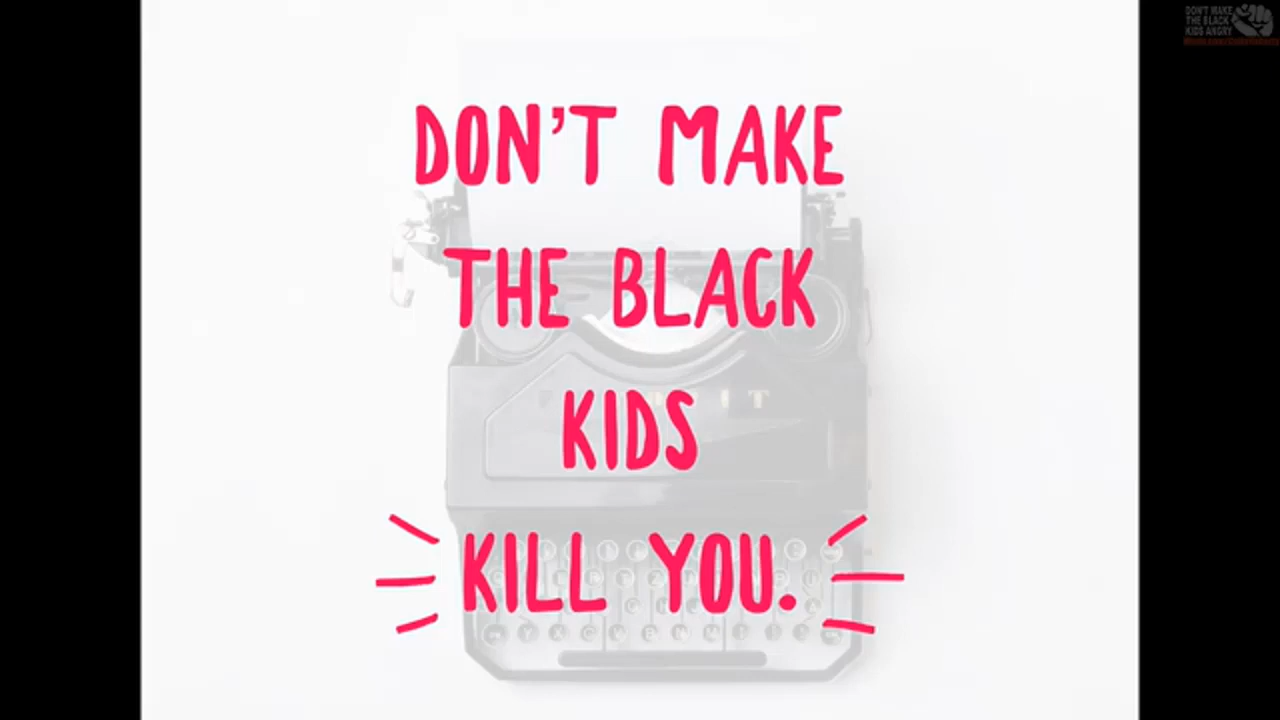 DON'T MAKE
THE BLACK
KIDS ANGRY
DON'T MAKE
THE BLACK
KIDS
KILL YOU.